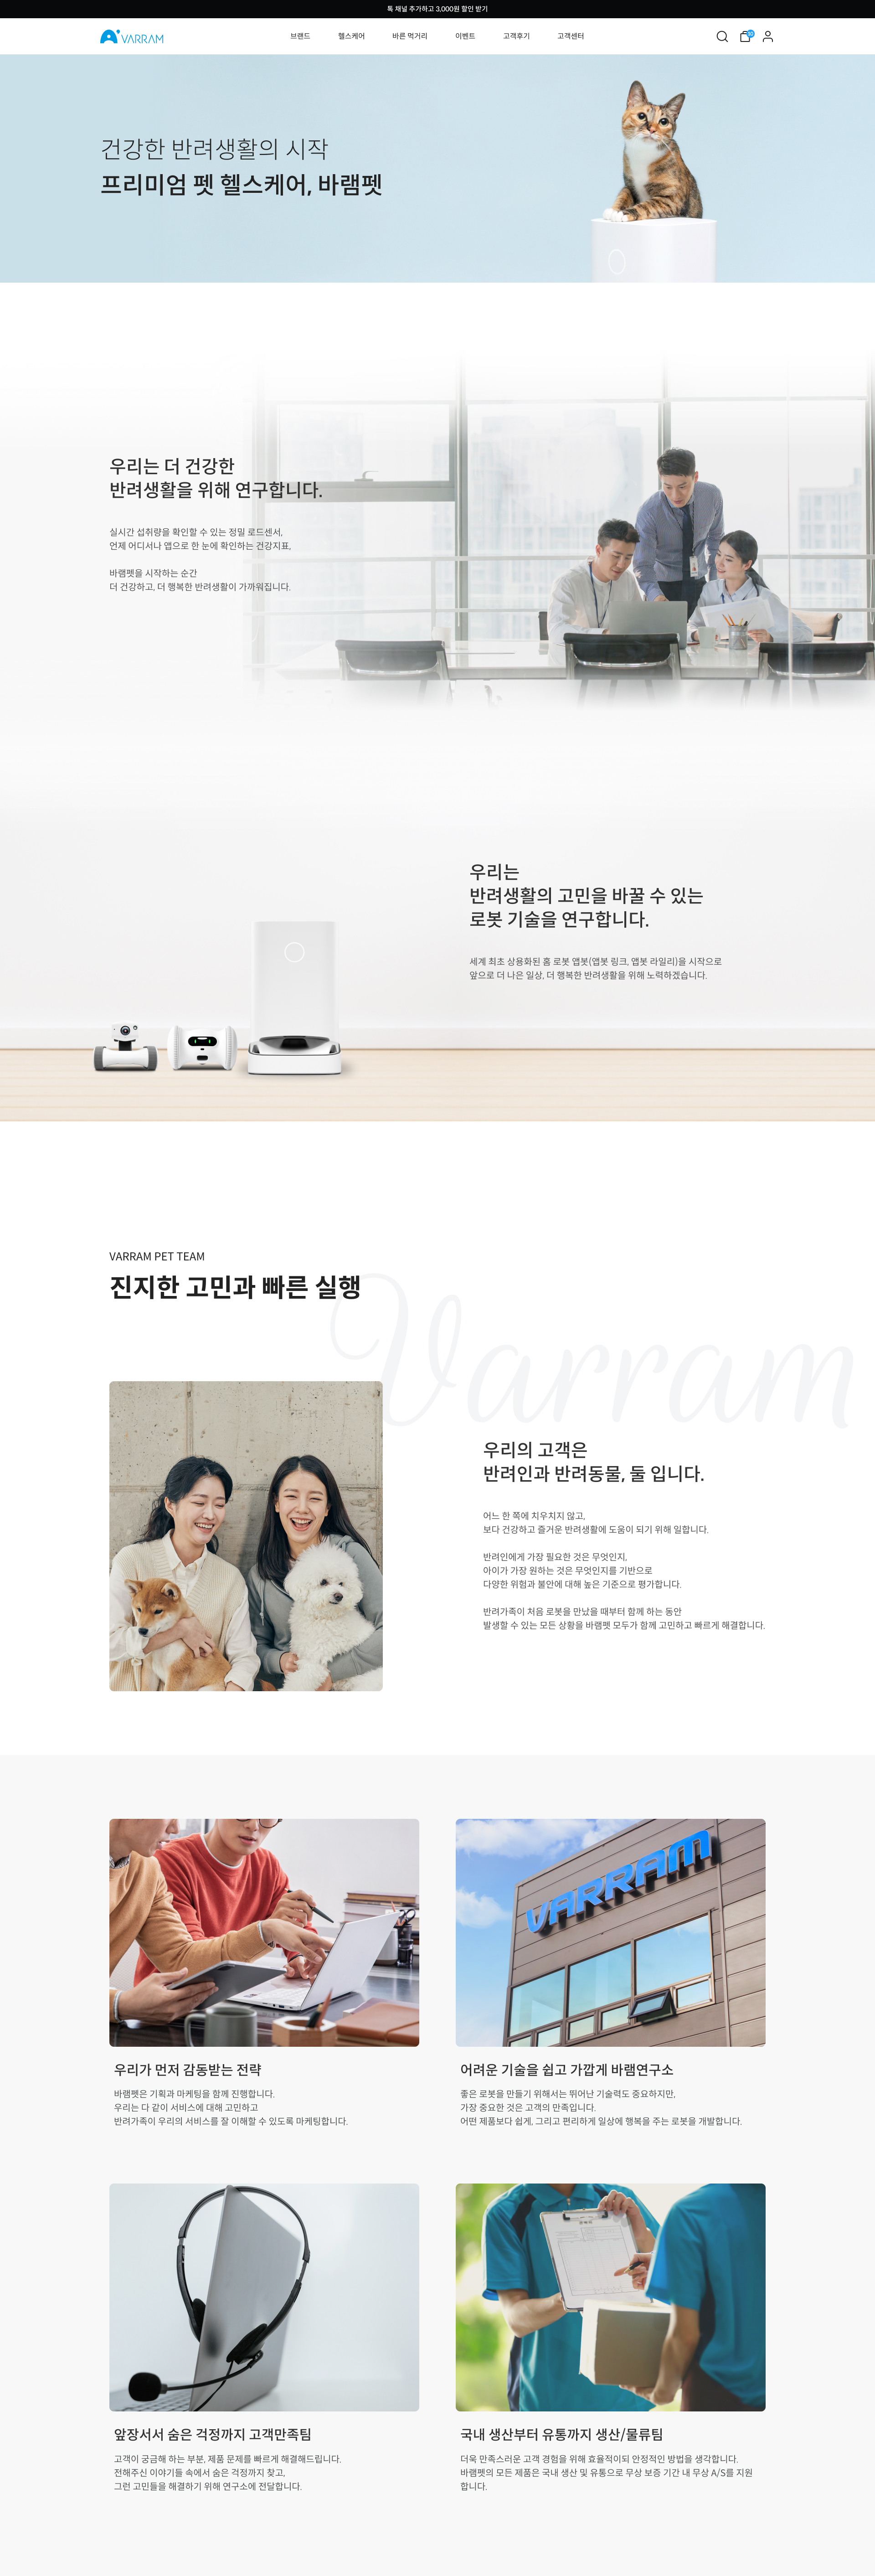 톡 채널 추가하고 3,000원 할인 받기
VARRAM
브랜드
헬스케어
바른 먹거리
이벤트
고객후기
고객센터
건강한 반려생활의 시작
프리미엄 펫 헬스케어, 바램펫
우리는 더 건강한
반려생활을 위해 연구합니다.
실시간 섭취량을 확인할 수 있는 정밀 로드센서,
언제 어디서나 앱으로 한 눈에 확인하는 건강지표,
바램펫을 시작하는 순간
더 건강하고, 더 행복한 반려생활이 가까워집니다.
우리는
반려생활의 고민을 바꿀 수 있는
로봇 기술을 연구합니다.
세계 최초 상용화된 홈 로봇 앱봇(앱봇 링크, 앱봇 라일리)을 시작으로
앞으로 더 나은 일상, 더 행복한 반려생활을 위해 노력하겠습니다.
VARRAM PET TEAM
진지한 고민과 빠른 실행
Varram
우리의 고객은
반려인과 반려동물, 둘 입니다.
어느 한 쪽에 치우치지 않고,
보다 건강하고 즐거운 반려생활에 도움이 되기 위해 일합니다.
반려인에게 가장 필요한 것은 무엇인지,
아이가 가장 원하는 것은 무엇인지를 기반으로
다양한 위험과 불안에 대해 높은 기준으로 평가합니다.
반려가족이 처음 로봇을 만났을 때부터 함께 하는 동안
발생할 수 있는 모든 상황을 바램펫 모두가 함께 고민하고 빠르게 해결합니다.
VARRAM
우리가 먼저 감동받는 전략
바램펫은 기획과 마케팅을 함께 진행합니다.
우리는 다 같이 서비스에 대해 고민하고
반려가족이 우리의 서비스를 잘 이해할 수 있도록 마케팅합니다.
어려운 기술을 쉽고 가깝게 바램연구소
좋은 로봇을 만들기 위해서는 뛰어난 기술력도 중요하지만,
가장 중요한 것은 고객의 만족입니다.
어떤 제품보다 쉽게, 그리고 편리하게 일상에 행복을 주는 로봇을 개발합니다.
앞장서서 숨은 걱정까지 고객만족팀
고객이 궁금해 하는 부분, 제품 문제를 빠르게 해결해드립니다.
전해주신 이야기들 속에서 숨은 걱정까지 찾고,
그런 고민들을 해결하기 위해 연구소에 전달합니다.
국내 생산부터 유통까지 생산/물류팀
더욱 만족스러운 고객 경험을 위해 효율적이되 안정적인 방법을 생각합니다.
바램펫의 모든 제품은 국내 생산 및 유통으로 무상 보증 기간 내 무상 A/S를 지원
합니다.